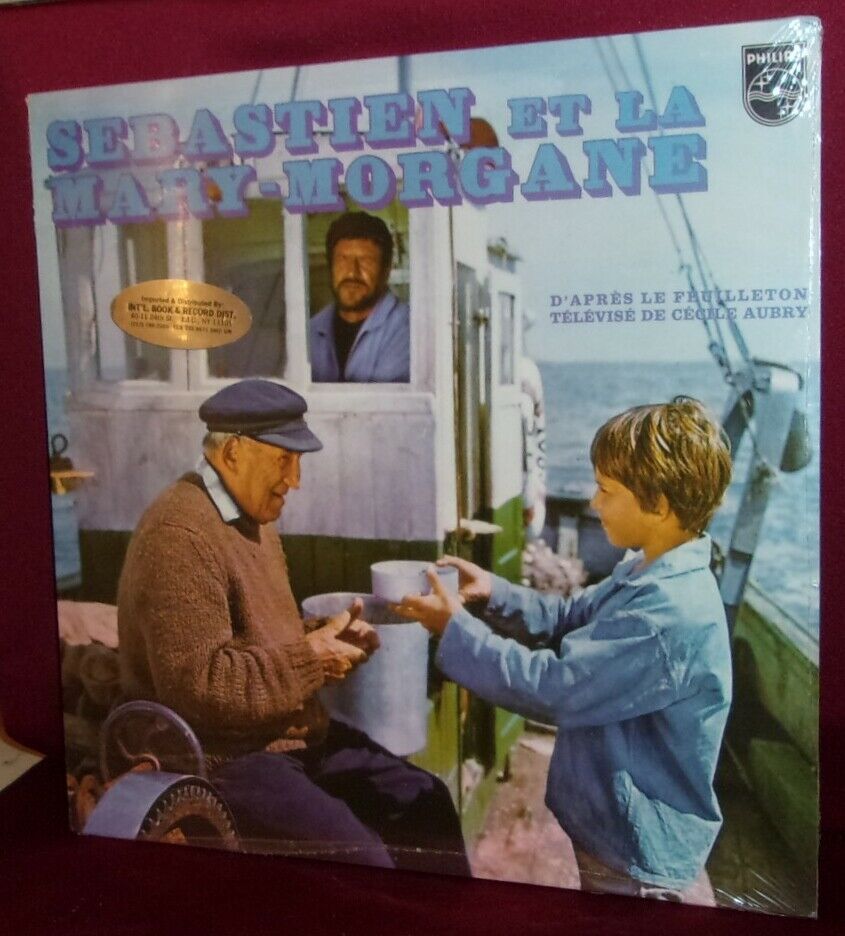 SEBASTIEN ET LA
MARY-MORGANE
PHILIPS
D'APRÈS LE FEUILLETON
TÉLÉVISÉ DE CÉCILE AUBRY
Imported & Distributed By:
INT'L. BOOK & RECORD DIST.